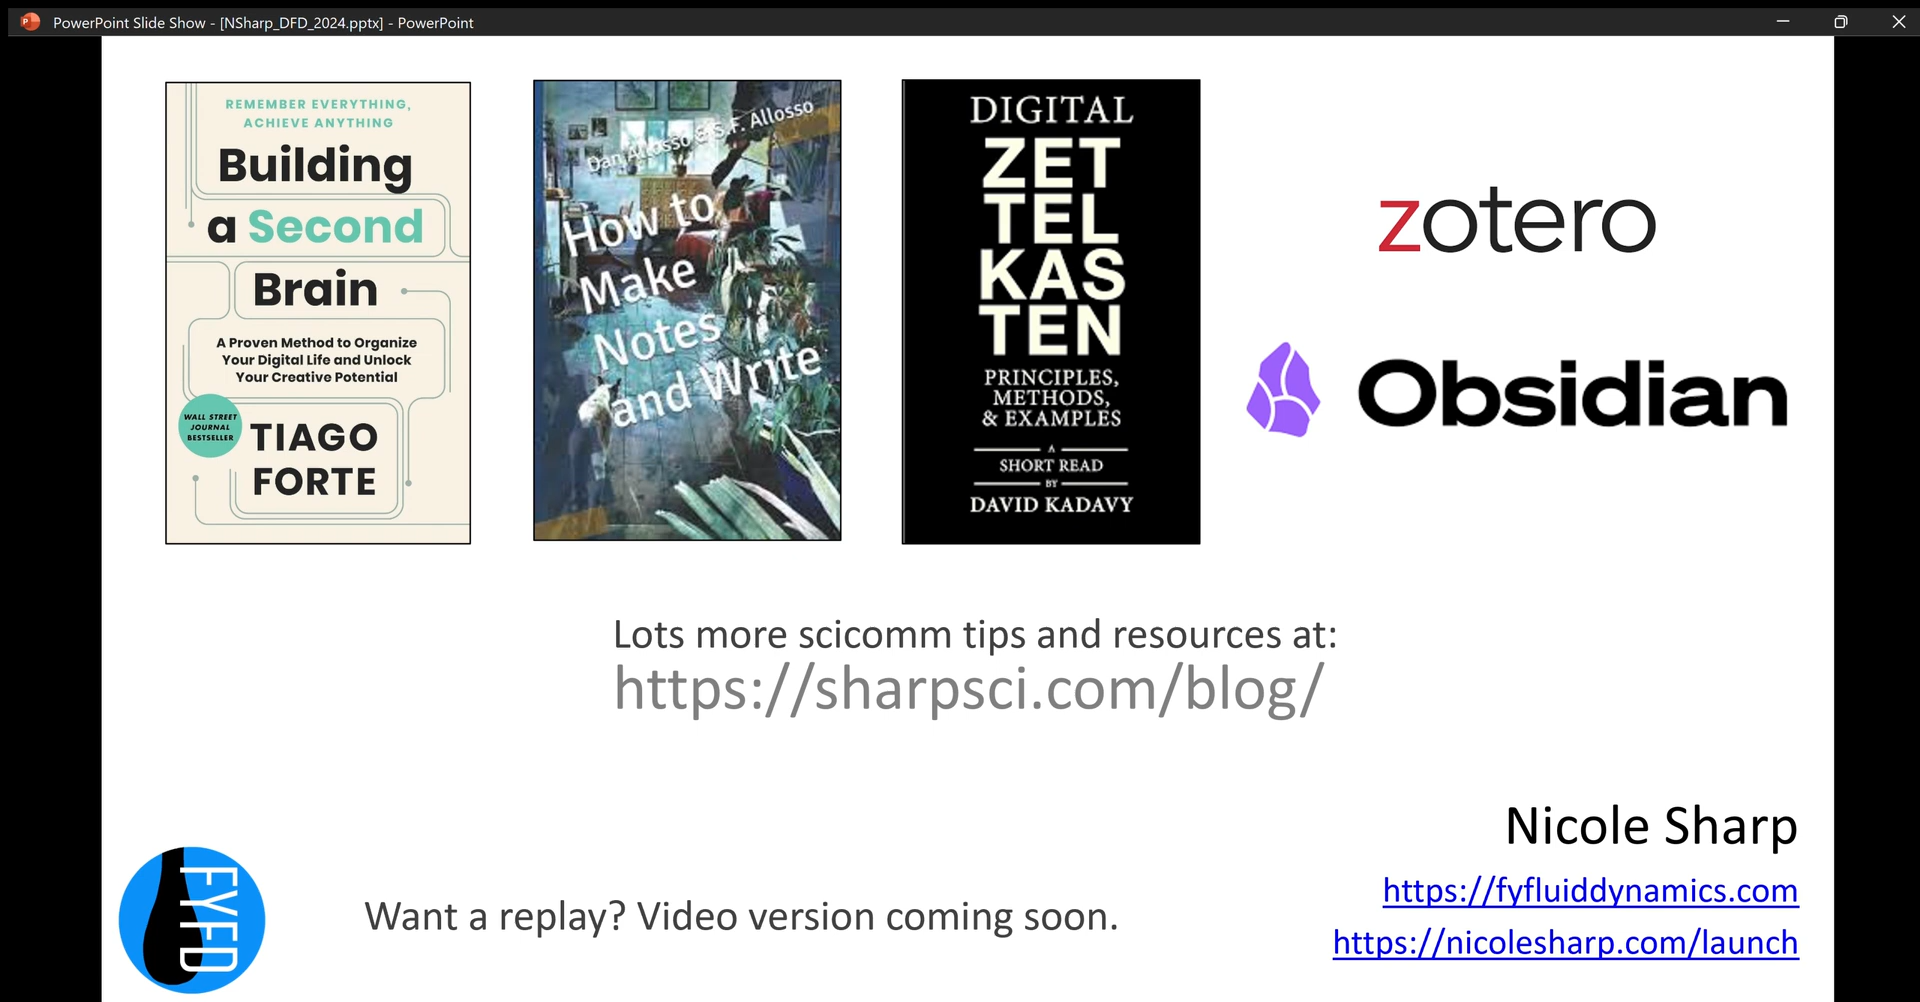 PowerPoint Slide Show - [NSharp_DFD_2024.pptx] - PowerPoint
REMEMBER EVERYTHING,
ACHIEVE ANYTHING
Building
a Second
Brain
A Proven Method to Organize
Your Digital Life and Unlock
Your Creative Potential
WALL STREET
JOURNAL
BESTSELLER
TIAGO
FORTE
Dan Allosso & S.F. Allosso
How to
Make
Notes
and Write
DIGITAL
ZET
TEL
KAS
TEN
PRINCIPLES,
METHODS,
& EXAMPLES
A
SHORT READ
BY
DAVID KADAVY
zotero
Obsidian
Lots more scicomm tips and resources at:
https://sharpsci.com/blog/
Nicole Sharp
https://fyfluiddynamics.com
https://nicolesharp.com/launch
Want a replay? Video version coming soon.
FYFD